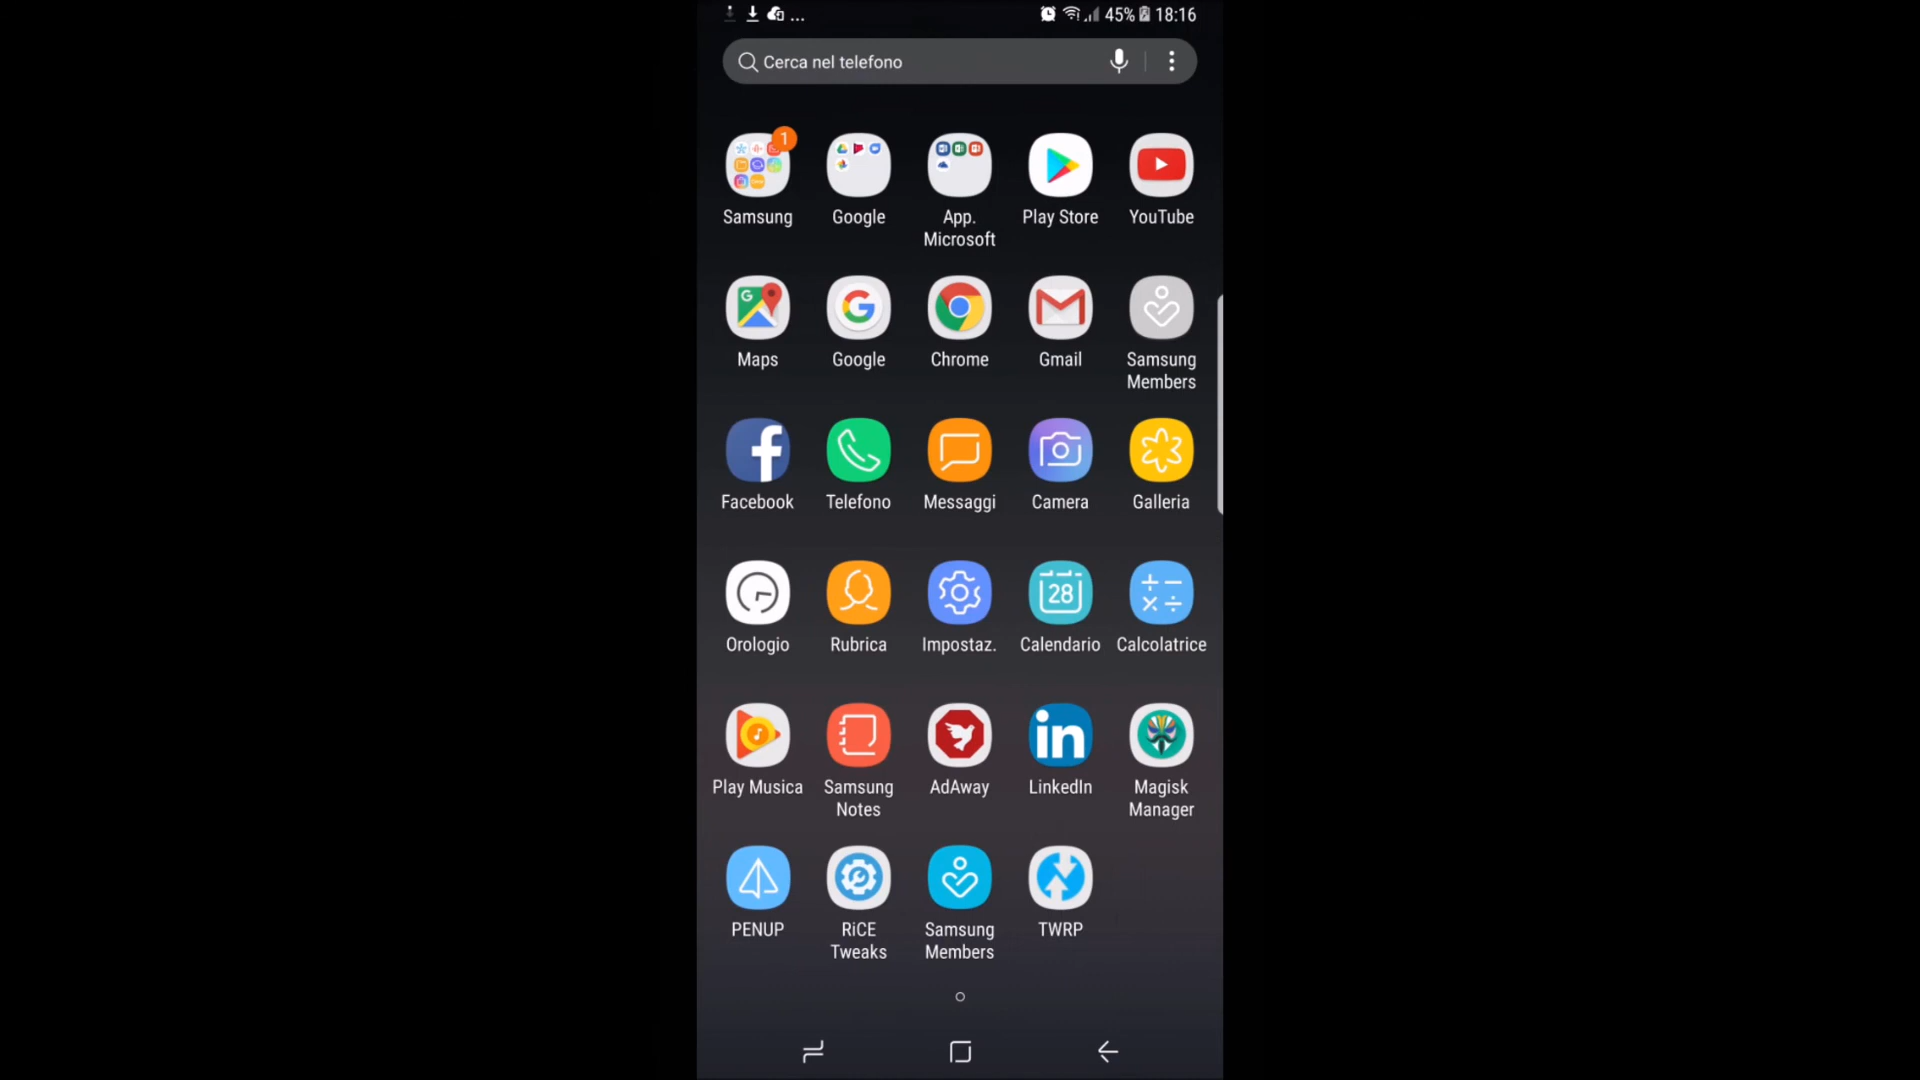 ... 45% 18:16
Cerca nel telefono
1
Samsung Google App. Microsoft Play Store YouTube
Maps Google Chrome Gmail Samsung Members
Facebook Telefono Messaggi Camera Galleria
28
Orologio Rubrica Impostaz. Calendario Calcolatrice
in
Play Musica Samsung Notes AdAway LinkedIn Magisk Manager
PENUP RiCE Tweaks Samsung Members TWRP